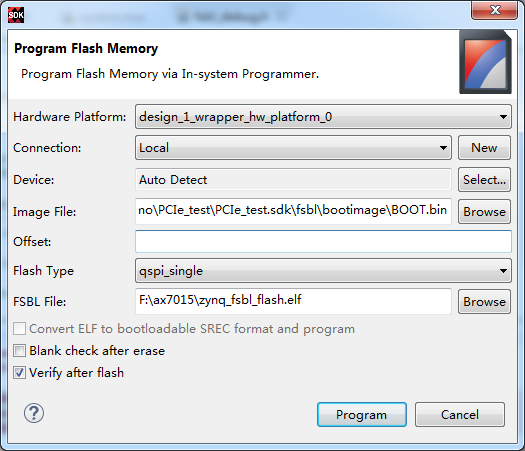 SDK
Program Flash Memory
Program Flash Memory via In-system Programmer.
Hardware Platform: design_1_wrapper_hw_platform_0
Connection: Local New
Device: Auto Detect Select...
Image File: no\PCIe_test\PCIe_test.sdk\fsbl\bootimage\BOOT.bin Browse
Offset:
Flash Type qspi_single
FSBL File: F:\ax7015\zynq_fsbl_flash.elf Browse
Convert ELF to bootloadable SREC format and program
Blank check after erase
Verify after flash
? Program Cancel